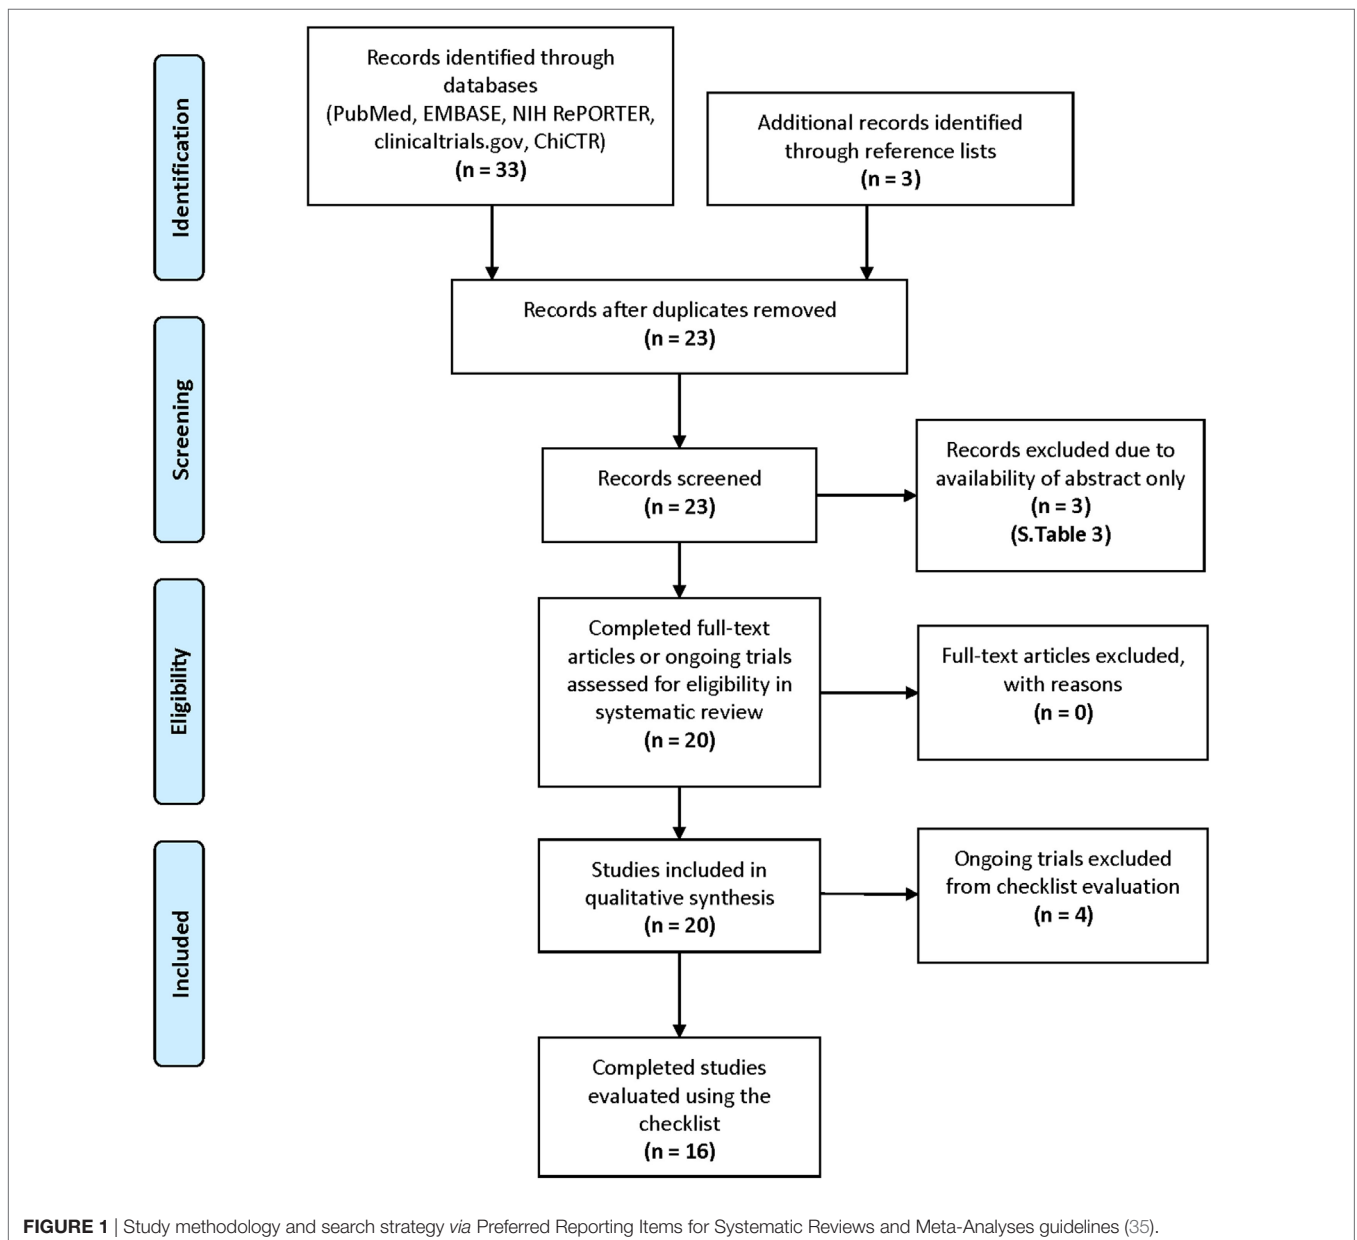 Identification
Records identified through
databases
(PubMed, EMBASE, NIH RePORTER,
clinicaltrials.gov, ChiCTR)
(n = 33)
Additional records identified
through reference lists
(n = 3)
Records after duplicates removed
(n = 23)
Screening
Records screened
(n = 23)
Records excluded due to
availability of abstract only
(n = 3)
(S.Table 3)
Eligibility
Completed full-text
articles or ongoing trials
assessed for eligibility in
systematic review
(n = 20)
Full-text articles excluded,
with reasons
(n = 0)
Included
Studies included in
qualitative synthesis
(n = 20)
Ongoing trials excluded
from checklist evaluation
(n = 4)
Completed studies
evaluated using the
checklist
(n = 16)
FIGURE 1 | Study methodology and search strategy via Preferred Reporting Items for Systematic Reviews and Meta-Analyses guidelines (35).